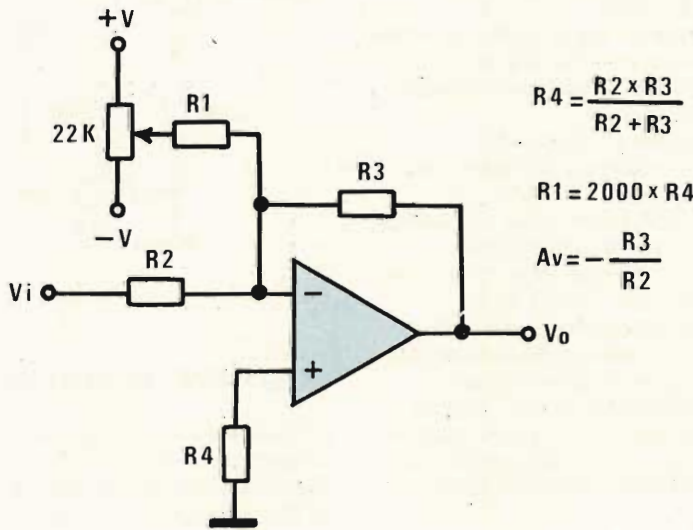 +V
R1
22K
-V
R3
R2
Vi
-
+
Vo
R4
R4 = R2 x R3 / R2 + R3
R1 = 2000 x R4
Av = - R3 / R2